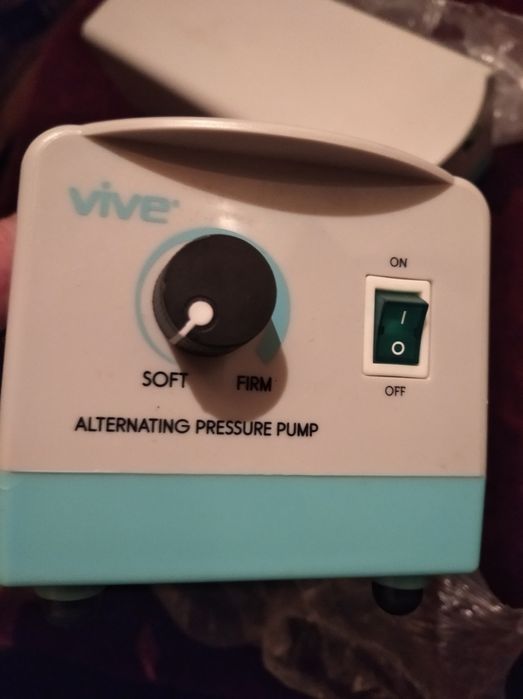 vive
ON
I
O
SOFT FIRM
OFF
ALTERNATING PRESSURE PUMP